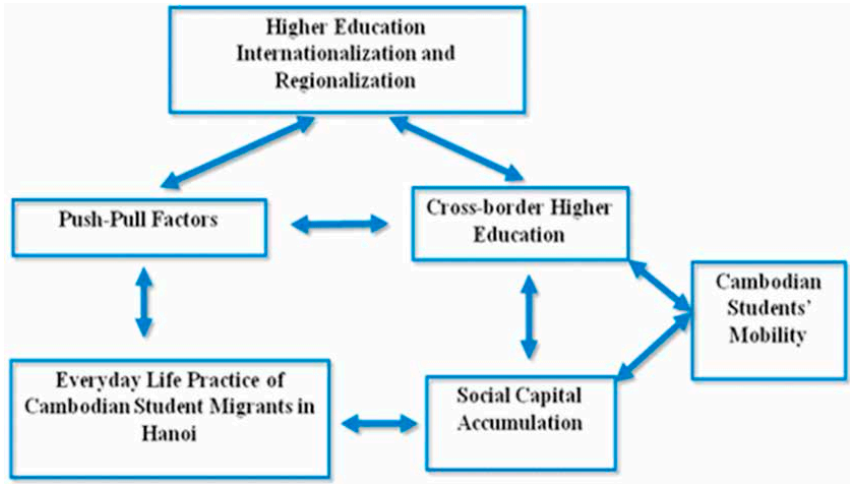 Higher Education
Internationalization and
Regionalization
Push-Pull Factors
Cross-border Higher
Education
Cambodian
Students’
Mobility
Everyday Life Practice of
Cambodian Student Migrants in
Hanoi
Social Capital
Accumulation